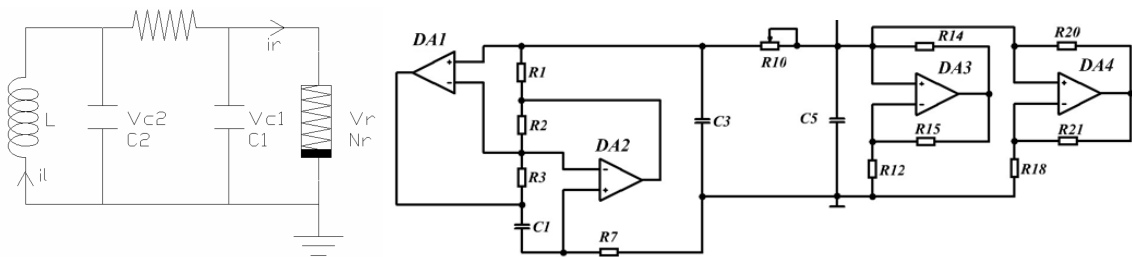 ir
L
Vc2
C2
Vc1
C1
Vr
Nr
il
DA1
R1
R2
R3
C1
DA2
R7
C3
R10
C5
R14
DA3
R15
R12
R20
DA4
R21
R18